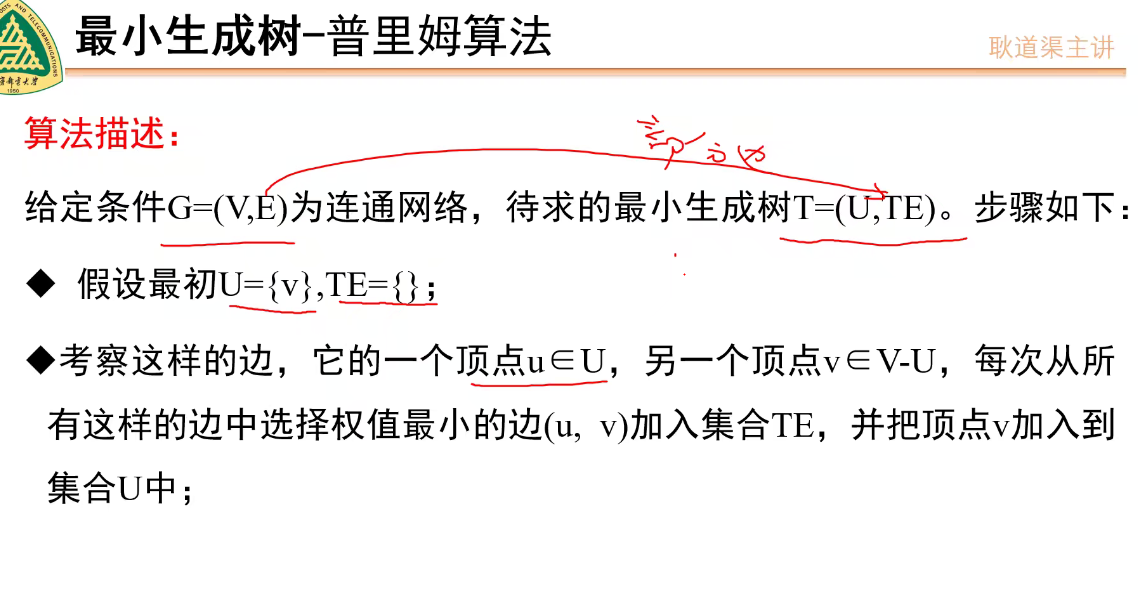 最小生成树-普里姆算法
耿道渠主讲
1950
算法描述：
给定条件G=(V,E)为连通网络，待求的最小生成树T=(U,TE)。步骤如下：
◆ 假设最初U={v},TE={}；
◆考察这样的边，它的一个顶点u∈U，另一个顶点v∈V-U，每次从所
有这样的边中选择权值最小的边(u, v)加入集合TE，并把顶点v加入到
集合U中；